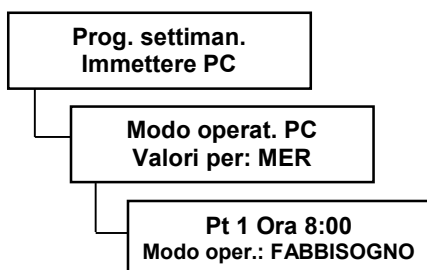 Prog. settiman.
Immettere PC
Modo operat. PC
Valori per: MER
Pt 1 Ora 8:00
Modo oper.: FABBISOGNO